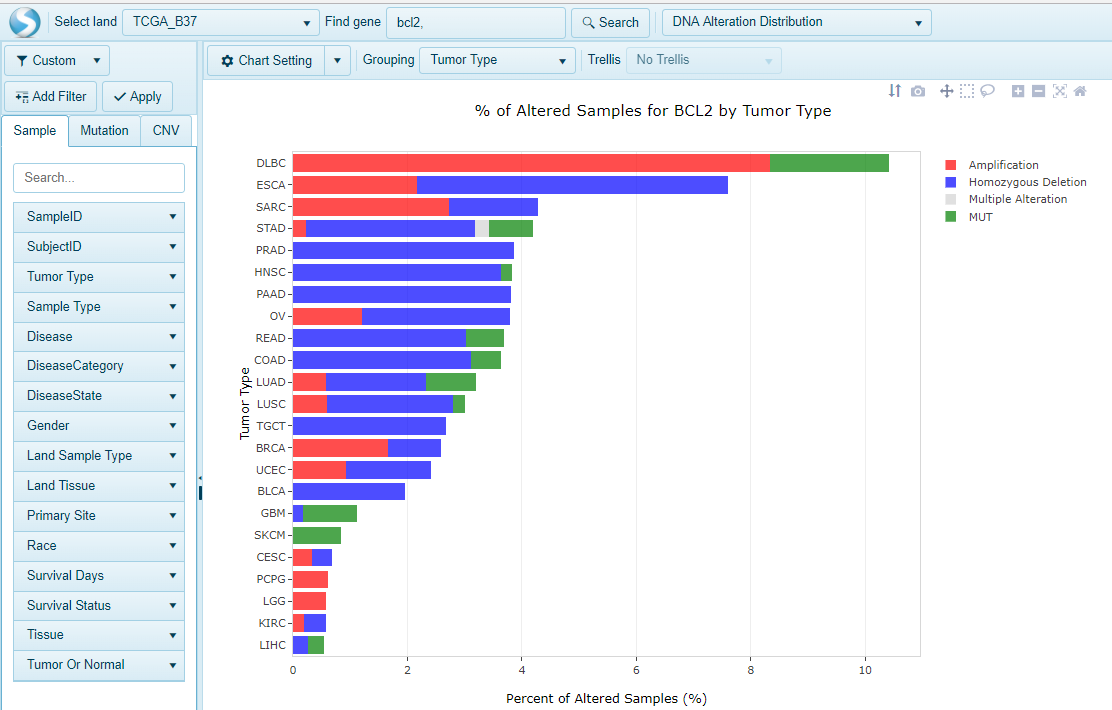 Select land TCGA_B37 Find gene bcl2, Search DNA Alteration Distribution
Custom Chart Setting Grouping Tumor Type Trellis No Trellis
Add Filter Apply
Sample Mutation CNV
Search...
SampleID
SubjectID
Tumor Type
Sample Type
Disease
DiseaseCategory
DiseaseState
Gender
Land Sample Type
Land Tissue
Primary Site
Race
Survival Days
Survival Status
Tissue
Tumor Or Normal
% of Altered Samples for BCL2 by Tumor Type
Tumor Type
DLBC
ESCA
SARC
STAD
PRAD
HNSC
PAAD
OV
READ
COAD
LUAD
LUSC
TGCT
BRCA
UCEC
BLCA
GBM
SKCM
CESC
PCPG
LGG
KIRC
LIHC
0 2 4 6 8 10
Percent of Altered Samples (%)
Amplification
Homozygous Deletion
Multiple Alteration
MUT